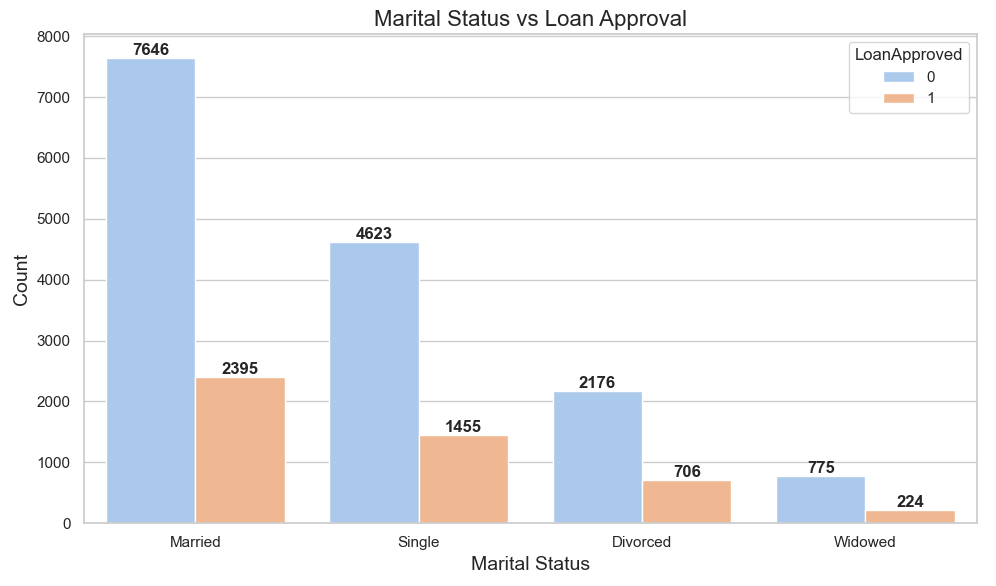 Marital Status vs Loan Approval
8000
7000
6000
5000
4000
3000
2000
1000
0
Count
7646
2395
4623
1455
2176
706
775
224
LoanApproved
0
1
Married
Single
Divorced
Widowed
Marital Status